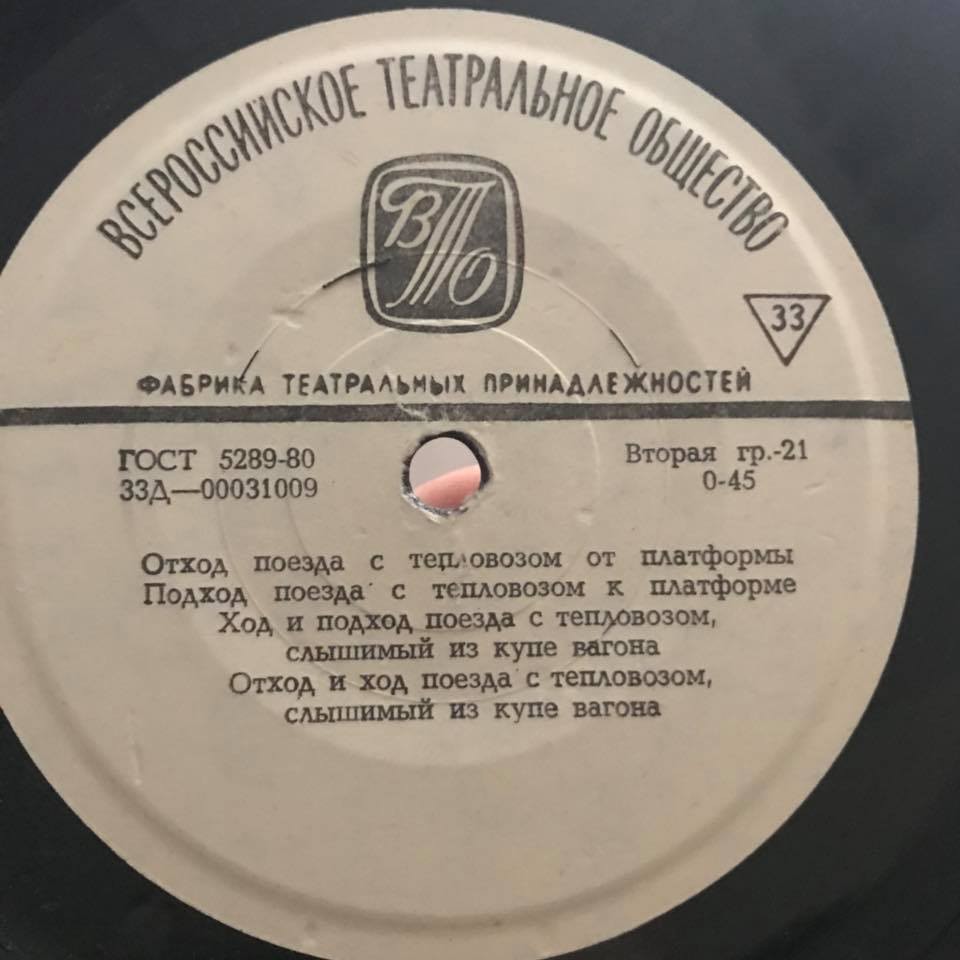 ВСЕРОССИЙСКОЕ ТЕАТРАЛЬНОЕ ОБЩЕСТВО
ВТО
33
ФАБРИКА ТЕАТРАЛЬНЫХ ПРИНАДЛЕЖНОСТЕЙ
ГОСТ 5289-80
33Д—00031009
Вторая гр.-21
0-45
Отход поезда с тепловозом от платформы
Подход поезда с тепловозом к платформе
Ход и подход поезда с тепловозом,
слышимый из купе вагона
Отход и ход поезда с тепловозом,
слышимый из купе вагона